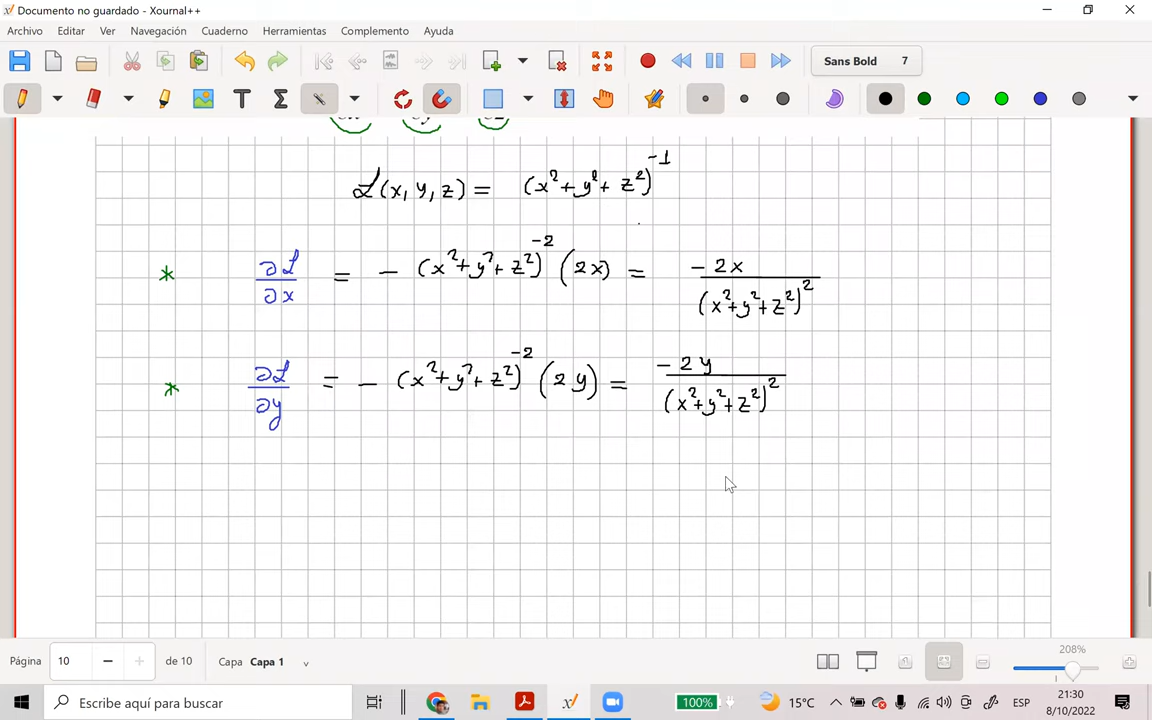 Documento no guardado - Xournal++
Archivo Editar Ver Navegación Cuaderno Herramientas Complemento Ayuda
Sans Bold 7
ℒ(x, y, z) = (x²+y²+z²)⁻¹
* ∂ℒ/∂x = - (x²+y²+z²)⁻² (2x) = -2x/(x²+y²+z²)²
* ∂ℒ/∂y = - (x²+y²+z²)⁻² (2y) = -2y/(x²+y²+z²)²
Página 10 de 10 Capa Capa 1 208%
Escribe aquí para buscar 100% 15°C ESP 21:30
8/10/2022